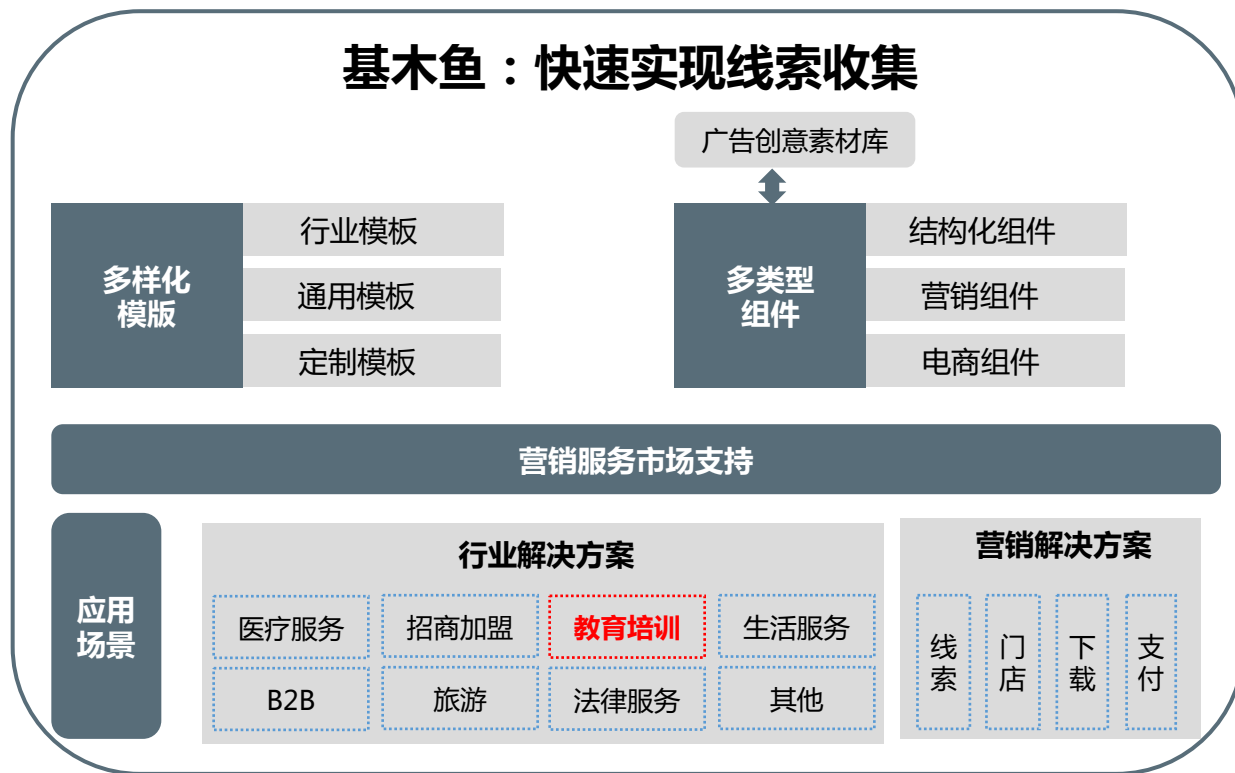 基木鱼：快速实现线索收集
广告创意素材库
多样化
模版
行业模板
通用模板
定制模板
多类型
组件
结构化组件
营销组件
电商组件
营销服务市场支持
应用
场景
行业解决方案
医疗服务
招商加盟
教育培训
生活服务
B2B
旅游
法律服务
其他
营销解决方案
线索
门店
下载
支付